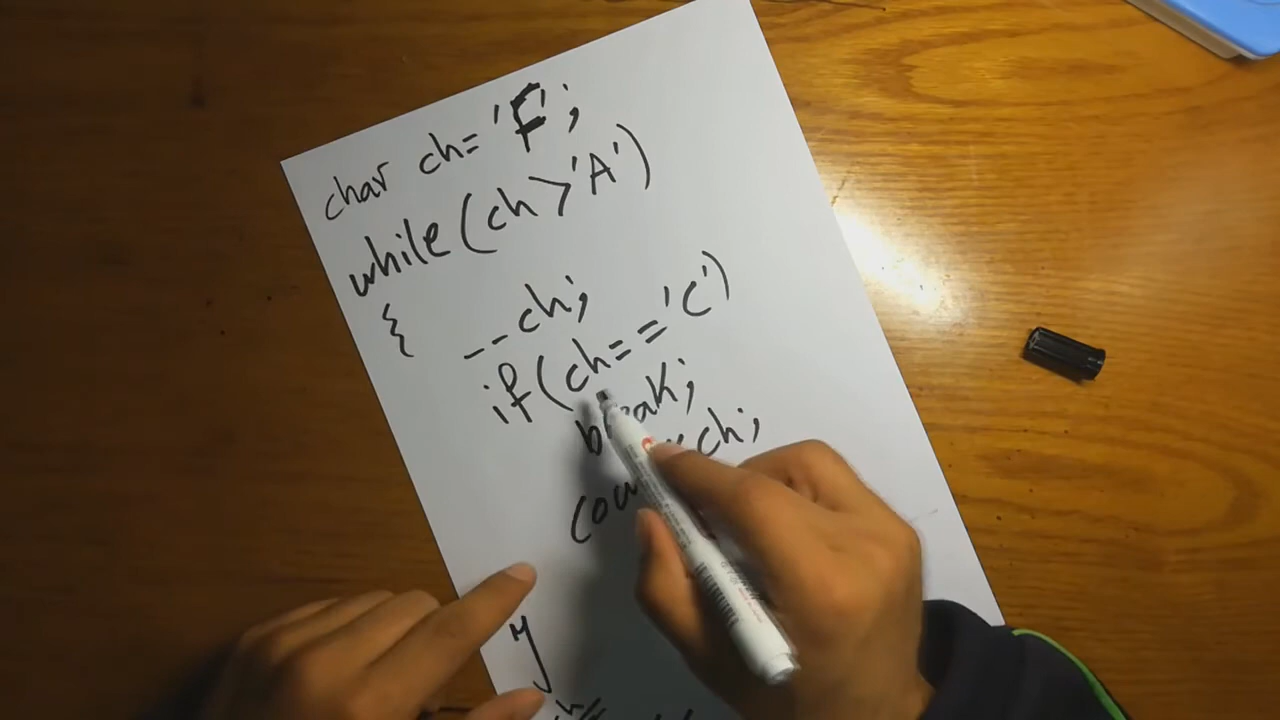 char ch='F';
while(ch>'A')
{ --ch;
if(ch=='C')
break;
ch;
}